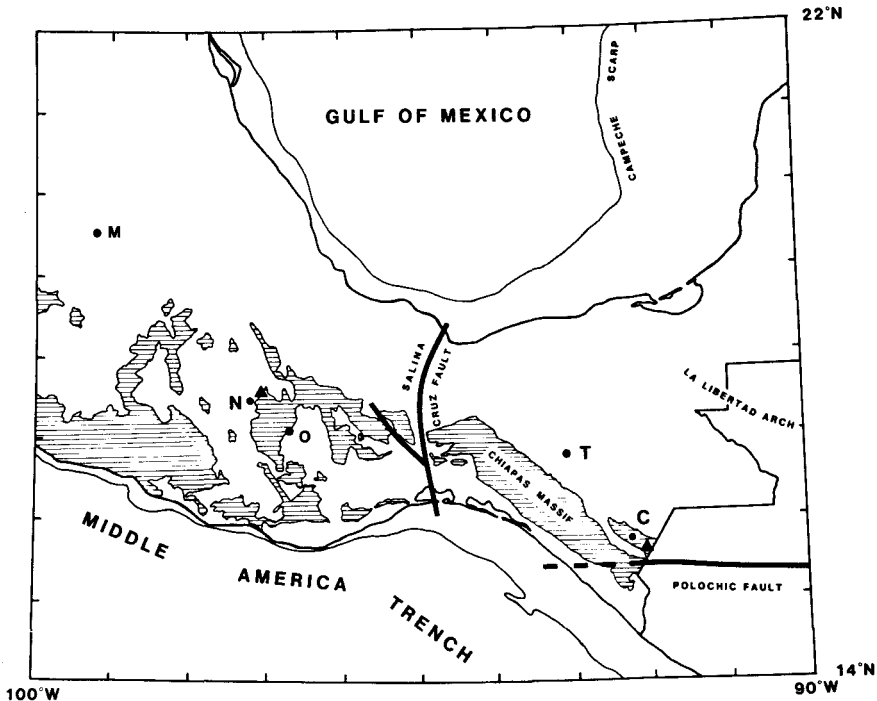 22°N
SCARP
GULF OF MEXICO
CAMPECHE
M
SALINA
CRUZ FAULT
LA LIBERTAD ARCH
N
O
T
CHIAPAS MASSIF
C
MIDDLE
AMERICA
TRENCH
POLOCHIC FAULT
14°N
100°W
90°W